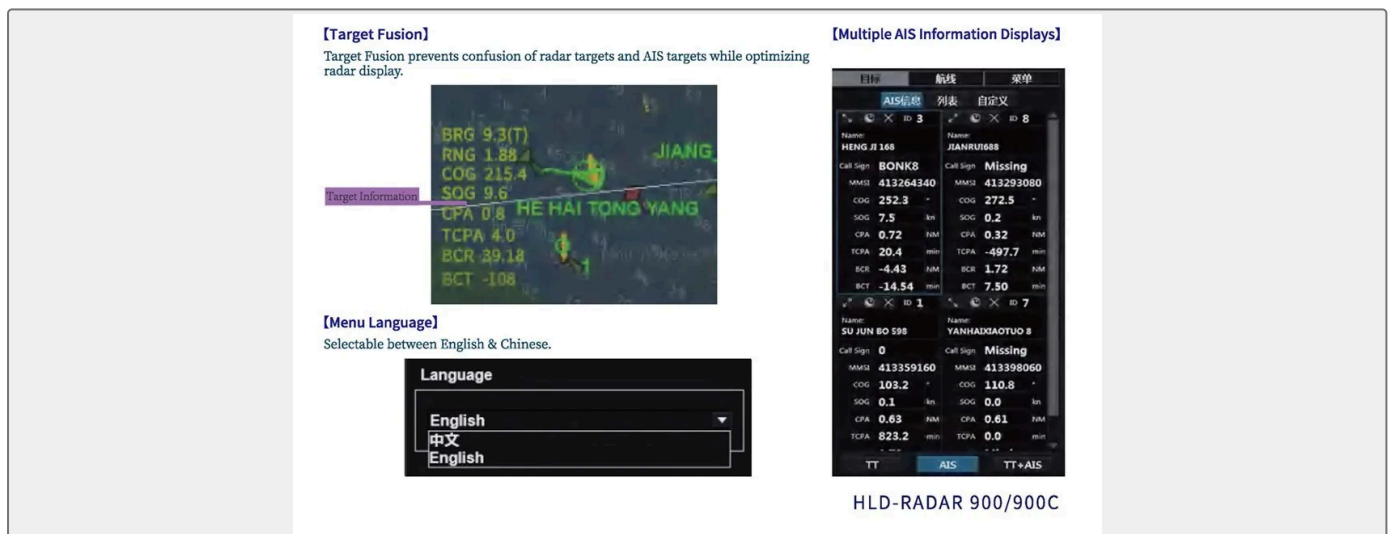 【Target Fusion】
Target Fusion prevents confusion of radar targets and AIS targets while optimizing
radar display.
BRG 9.3(T)
RNG 1.88
COG 215.4
SOG 9.6
CPA 0.8
TCPA 4.0
BCR 39.18
BCT -108
JIANG
HE HAI TONG YANG
Target Information
【Menu Language】
Selectable between English & Chinese.
Language
English
中文
English
【Multiple AIS Information Displays】
目标 航线 菜单
AIS信息 列表 自定义
ID 3 ID 8
Name: Name:
HENG JI 168 JIANRUI688
Call Sign BONK8 Call Sign Missing
MMSI 413264340 MMSI 413293080
COG 252.3 ° COG 272.5 °
SOG 7.5 kn SOG 0.2 kn
CPA 0.72 NM CPA 0.32 NM
TCPA 20.4 min TCPA -497.7 min
BCR -4.43 NM BCR 1.72 NM
BCT -14.54 min BCT 7.50 min
ID 1 ID 7
Name: Name:
SU JUN BO 598 YANHAIXIAOTUO 8
Call Sign 0 Call Sign Missing
MMSI 413359160 MMSI 413398060
COG 103.2 ° COG 110.8 °
SOG 0.1 kn SOG 0.0 kn
CPA 0.63 NM CPA 0.61 NM
TCPA 823.2 min TCPA 0.0 min
TT AIS TT+AIS
HLD-RADAR 900/900C